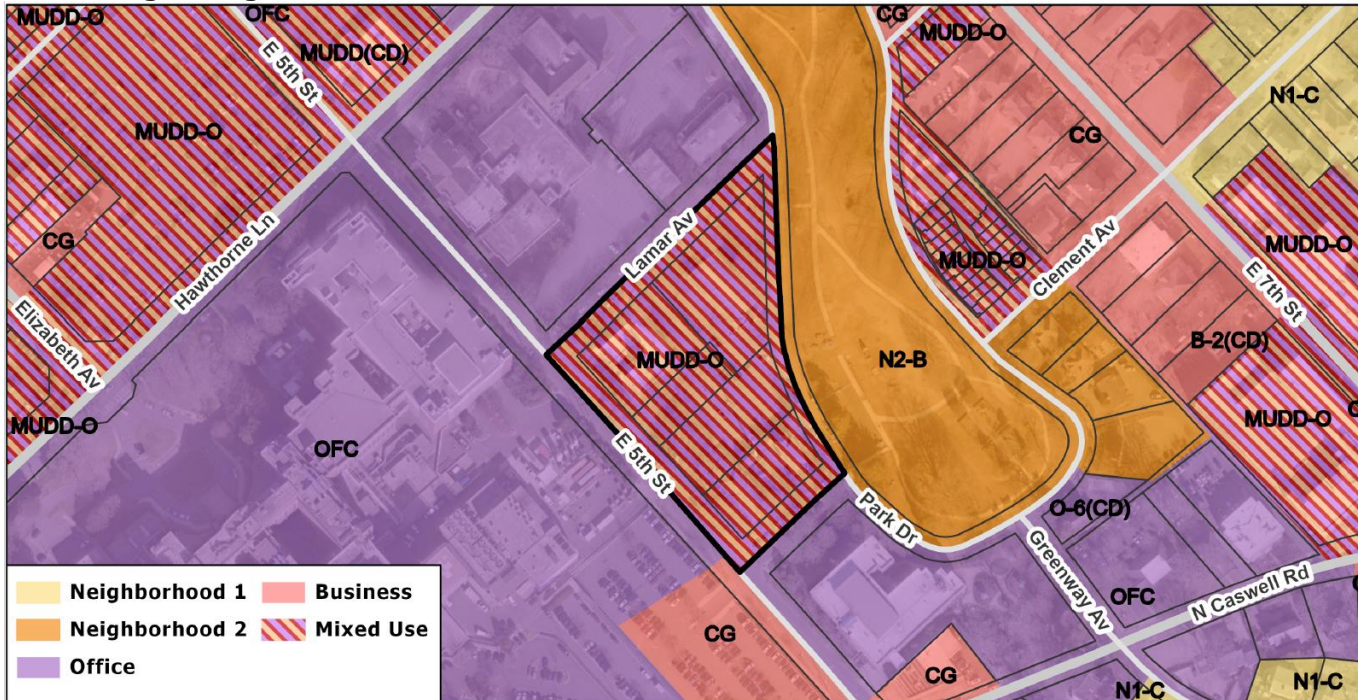 MUDD-O
OFC
CG
E 5th St
MUDD(CD)
MUDD-O
MUDD-O
N1-C
CG
Lamar Av
Hawthorne Ln
CG
Elizabeth Av
MUDD-O
Clement Av
MUDD-O
E 7th St
MUDD-O
N2-B
B-2(CD)
MUDD-O
MUDD-O
OFC
E 5th St
Park Dr
O-6(CD)
Greenway Av
OFC
N Caswell Rd
CG
CG
N1-C
N1-C
Neighborhood 1
Business
Neighborhood 2
Mixed Use
Office